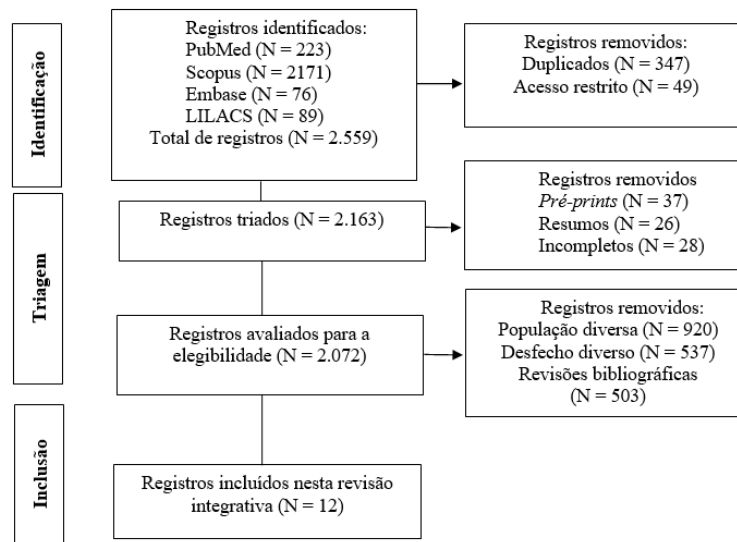 Identificação
Registros identificados:
PubMed (N = 223)
Scopus (N = 2171)
Embase (N = 76)
LILACS (N = 89)
Total de registros (N = 2.559)
Registros removidos:
Duplicados (N = 347)
Acesso restrito (N = 49)
Triagem
Registros triados (N = 2.163)
Registros removidos
Pré-prints (N = 37)
Resumos (N = 26)
Incompletos (N = 28)
Registros avaliados para a
elegibilidade (N = 2.072)
Registros removidos:
População diversa (N = 920)
Desfecho diverso (N = 537)
Revisões bibliográficas
(N = 503)
Inclusão
Registros incluídos nesta revisão
integrativa (N = 12)